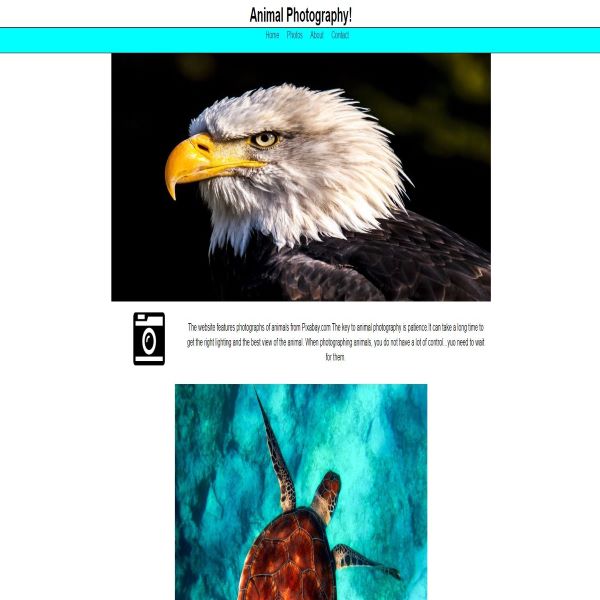 Animal Photography!
Home Photos About Contact
The website features photographs of animals from Pixabay.com The key to animal photography is patience.It can take a long time to
get the right lighting and the best view of the animal. When photographing animals, you do not have a lot of control...yuo need to wait
for them.